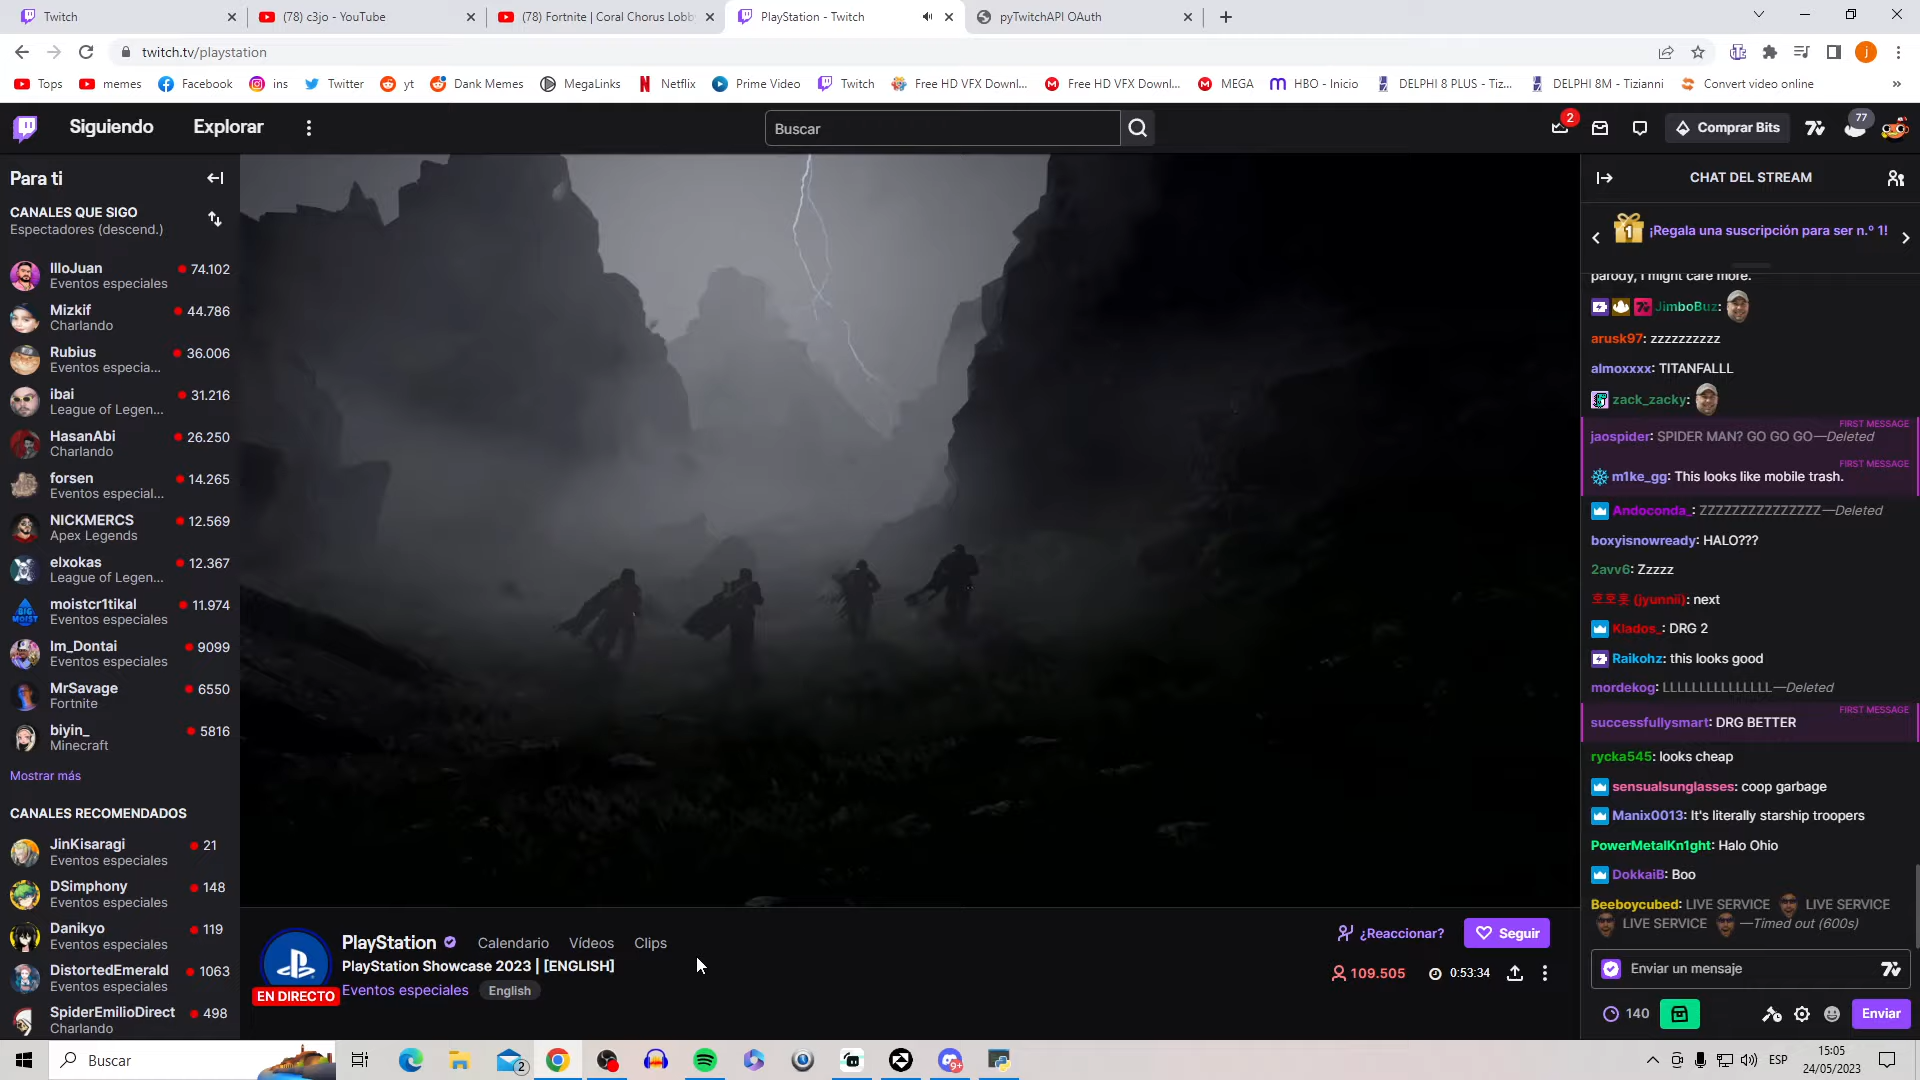 Twitch
(78) c3jo - YouTube
(78) Fortnite | Coral Chorus Lobb
PlayStation - Twitch
pyTwitchAPI OAuth
twitch.tv/playstation
j
Tops
memes
Facebook
ins
Twitter
yt
Dank Memes
MegaLinks
Netflix
Prime Video
Twitch
Free HD VFX Downl...
Free HD VFX Downl...
MEGA
HBO - Inicio
DELPHI 8 PLUS - Tiz...
DELPHI 8M - Tizianni
Convert video online
»
Siguiendo
Explorar
Buscar
2
Comprar Bits
77
Para ti
CANALES QUE SIGO
Espectadores (descend.)
IlloJuan
74.102
Eventos especiales
Mizkif
44.786
Charlando
Rubius
36.006
Eventos especia...
ibai
31.216
League of Legen...
HasanAbi
26.250
Charlando
forsen
14.265
Eventos especial...
NICKMERCS
12.569
Apex Legends
elxokas
12.367
League of Legen...
moistcr1tikal
11.974
Eventos especiales
Im_Dontai
9099
Eventos especiales
MrSavage
6550
Fortnite
biyin_
5816
Minecraft
Mostrar más
CANALES RECOMENDADOS
JinKisaragi
21
Eventos especiales
DSimphony
148
Eventos especiales
Danikyo
119
Eventos especiales
DistortedEmerald
1063
Eventos especiales
SpiderEmilioDirect
498
Charlando
PlayStation
Calendario
Vídeos
Clips
PlayStation Showcase 2023 | [ENGLISH]
EN DIRECTO
Eventos especiales
English
¿Reaccionar?
Seguir
109.505
0:53:34
CHAT DEL STREAM
1
¡Regala una suscripción para ser n.º 1!
parody, I might care more.
JimboBuz:
arusk97: zzzzzzzzzz
almoxxxx: TITANFALLL
zack_zacky:
FIRST MESSAGE
jaospider: SPIDER MAN? GO GO GO—Deleted
FIRST MESSAGE
m1ke_gg: This looks like mobile trash.
Andoconda_: ZZZZZZZZZZZZZZZ—Deleted
boxyisnowready: HALO???
2avv6: Zzzzz
(jyunnii): next
Klados_: DRG 2
Raikohz: this looks good
mordekog: LLLLLLLLLLLLLLL—Deleted
FIRST MESSAGE
successfullysmart: DRG BETTER
rycka545: looks cheap
sensualsunglasses: coop garbage
Manix0013: It's literally starship troopers
PowerMetalKn1ght: Halo Ohio
DokkaiB: Boo
Beeboycubed: LIVE SERVICE LIVE SERVICE
LIVE SERVICE —Timed out (600s)
Enviar un mensaje
140
Enviar
Buscar
2
9+
ESP
15:05
24/05/2023